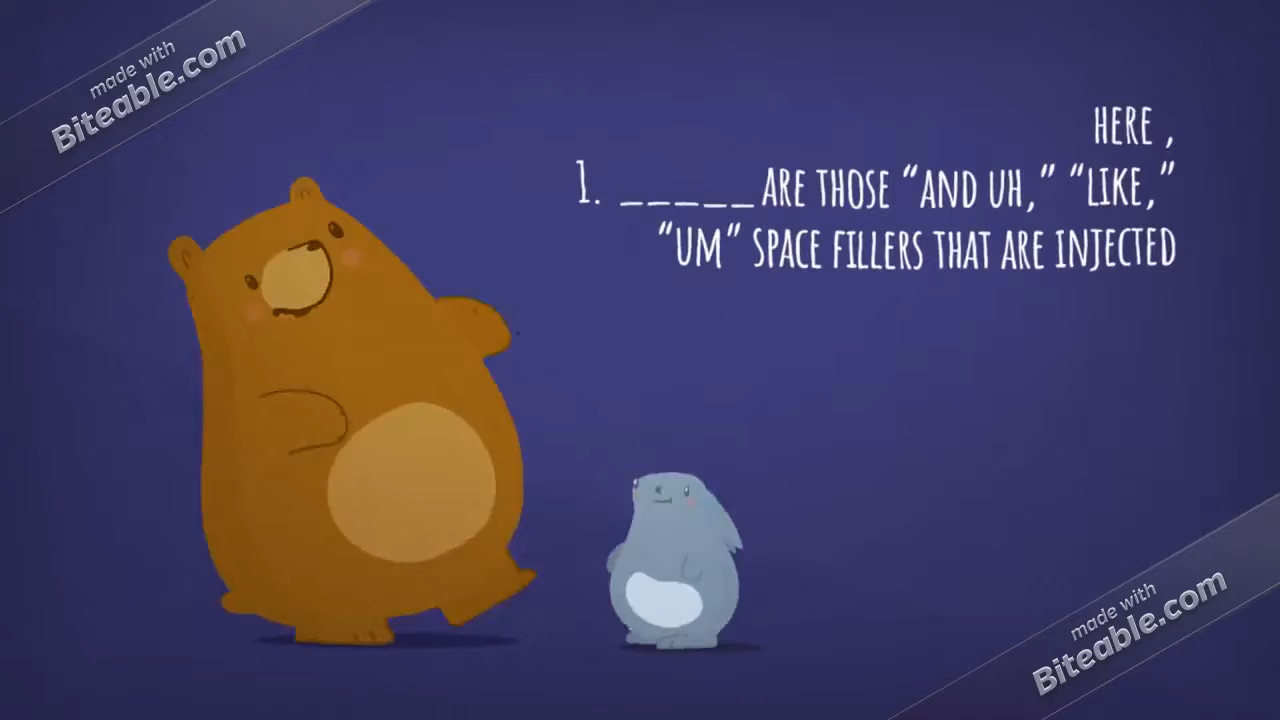 made with
Biteable.com
HERE ,
1. _____ ARE THOSE “AND UH,” “LIKE,”
“UM” SPACE FILLERS THAT ARE INJECTED
made with
Biteable.com